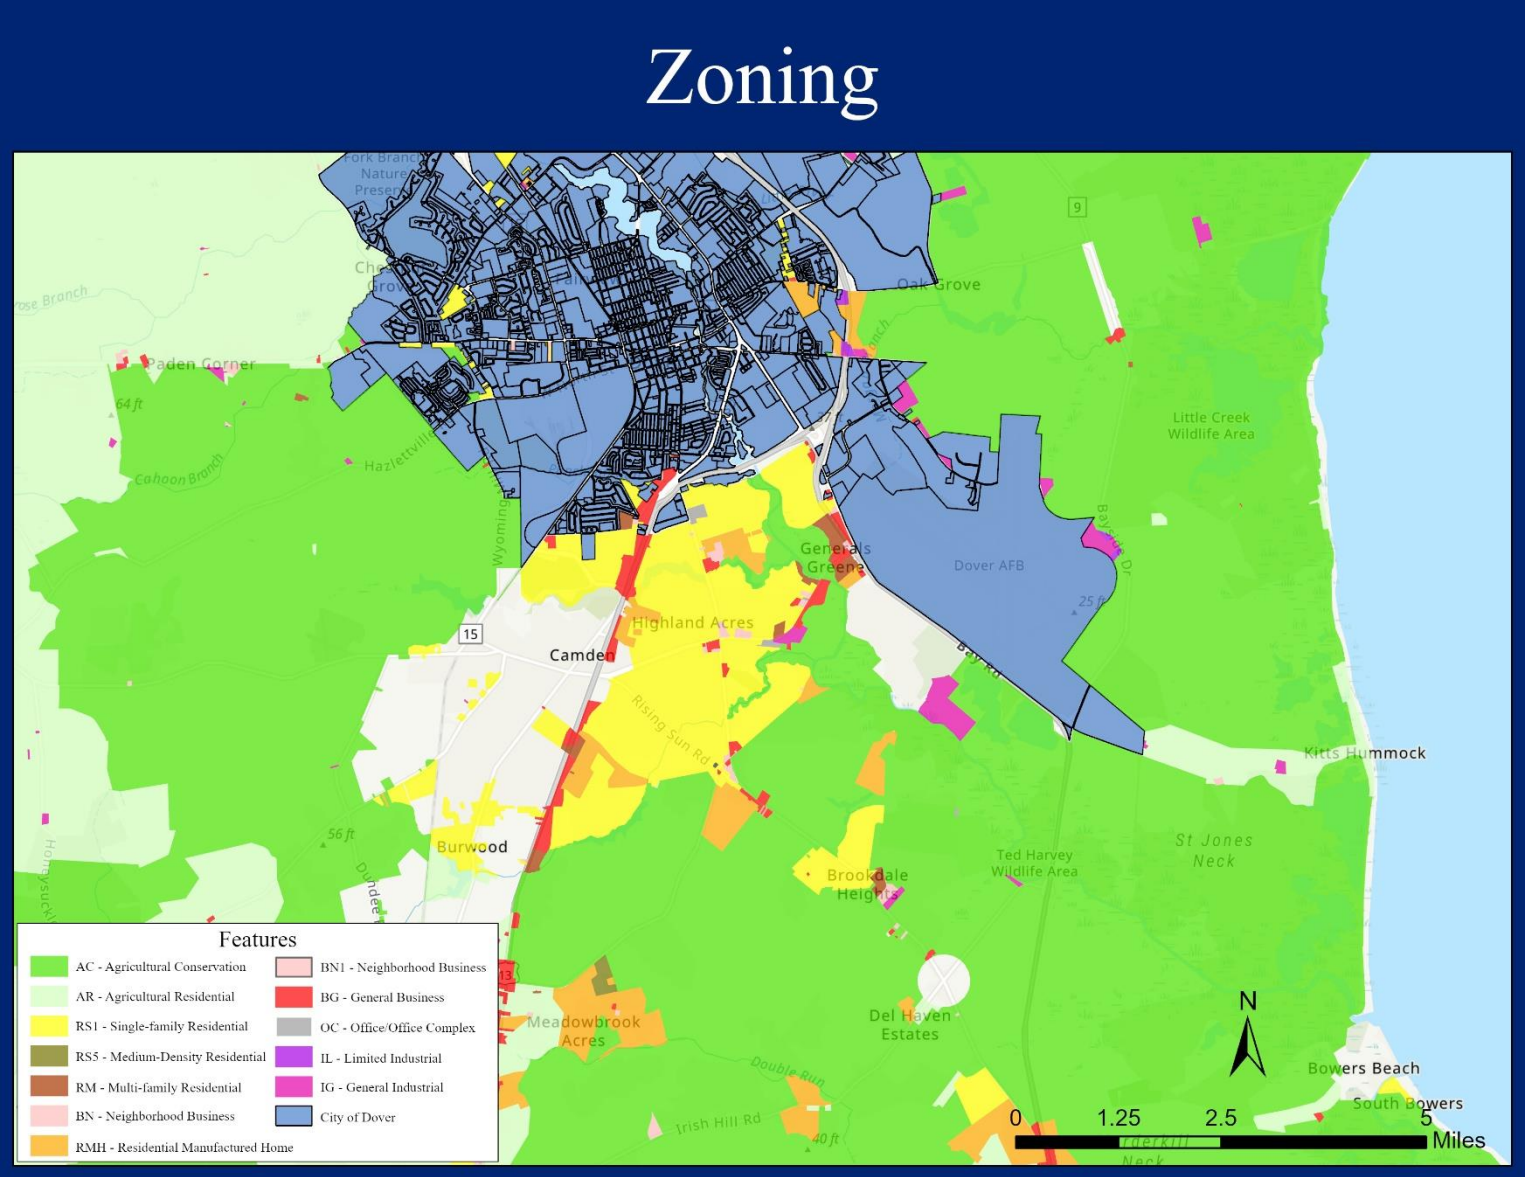 Zoning
Fork Branch
Nature
Preserve
9
Oak Grove
Paden Corner
64 ft
Cahoon Branch
Hazlettville
Little Creek
Wildlife Area
Wyoming
Generals
Greene
Dover AFB
Bayside Dr
25 ft
15
Highland Acres
Camden
Bay Rd
Rising Sun Rd
Kitts Hummock
56 ft
Burwood
St Jones
Neck
Ted Harvey
Wildlife Area
Brookdale
Heights
Dundee
13
Meadowbrook
Acres
Del Haven
Estates
Double Run
Irish Hill Rd
40 ft
Bowers Beach
South Bowers
Neck
Features
AC - Agricultural Conservation
AR - Agricultural Residential
RS1 - Single-family Residential
RS5 - Medium-Density Residential
RM - Multi-family Residential
BN - Neighborhood Business
RMH - Residential Manufactured Home
BN1 - Neighborhood Business
BG - General Business
OC - Office/Office Complex
IL - Limited Industrial
IG - General Industrial
City of Dover
N
0 1.25 2.5 5
Miles